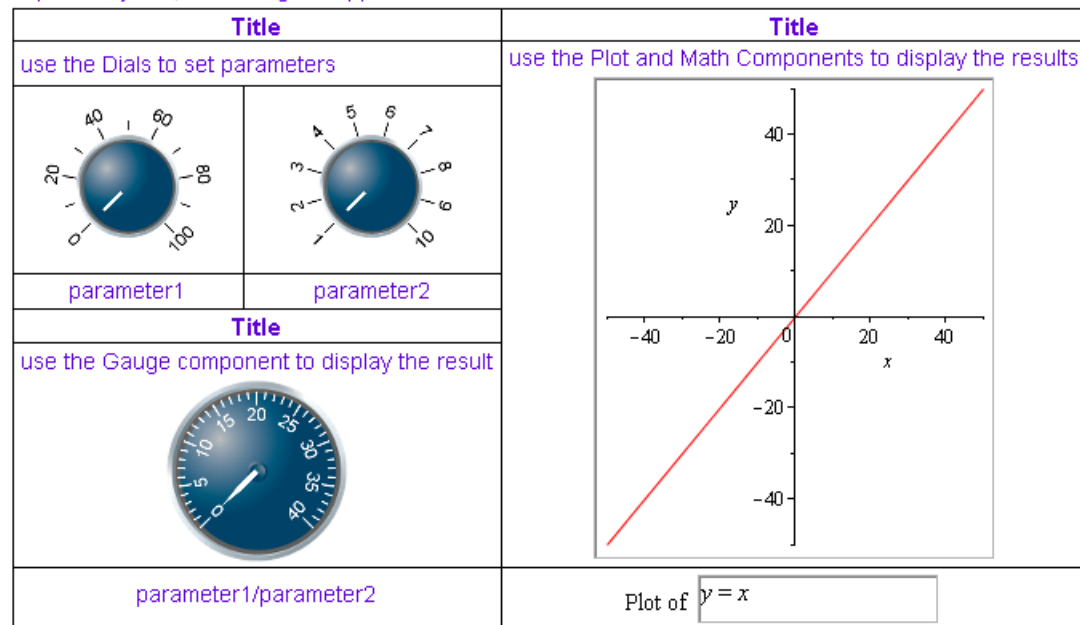 Title
use the Dials to set parameters
0 20 40 60 80 100
1 2 3 4 5 6 7 8 9 10
parameter1 parameter2
Title
use the Gauge component to display the result
0 5 10 15 20 25 30 35 40
parameter1/parameter2
Title
use the Plot and Math Components to display the results
40
y
20
-40 -20 0 20 40
x
-20
-40
Plot of y = x